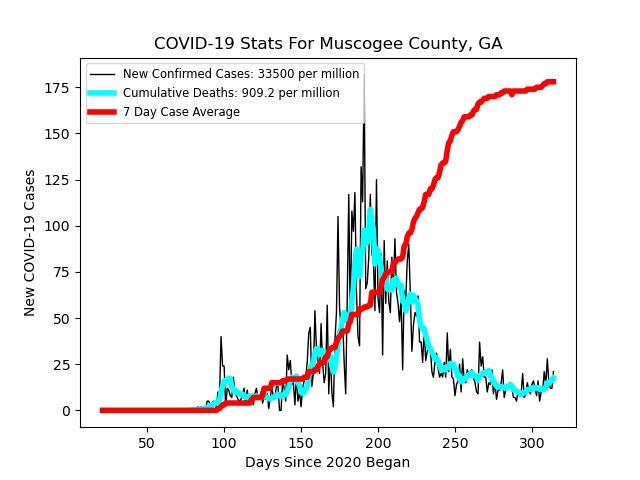 COVID-19 Stats For Muscogee County, GA
New Confirmed Cases: 33500 per million
Cumulative Deaths: 909.2 per million
7 Day Case Average
New COVID-19 Cases
175
150
125
100
75
50
25
0
50 100 150 200 250 300
Days Since 2020 Began